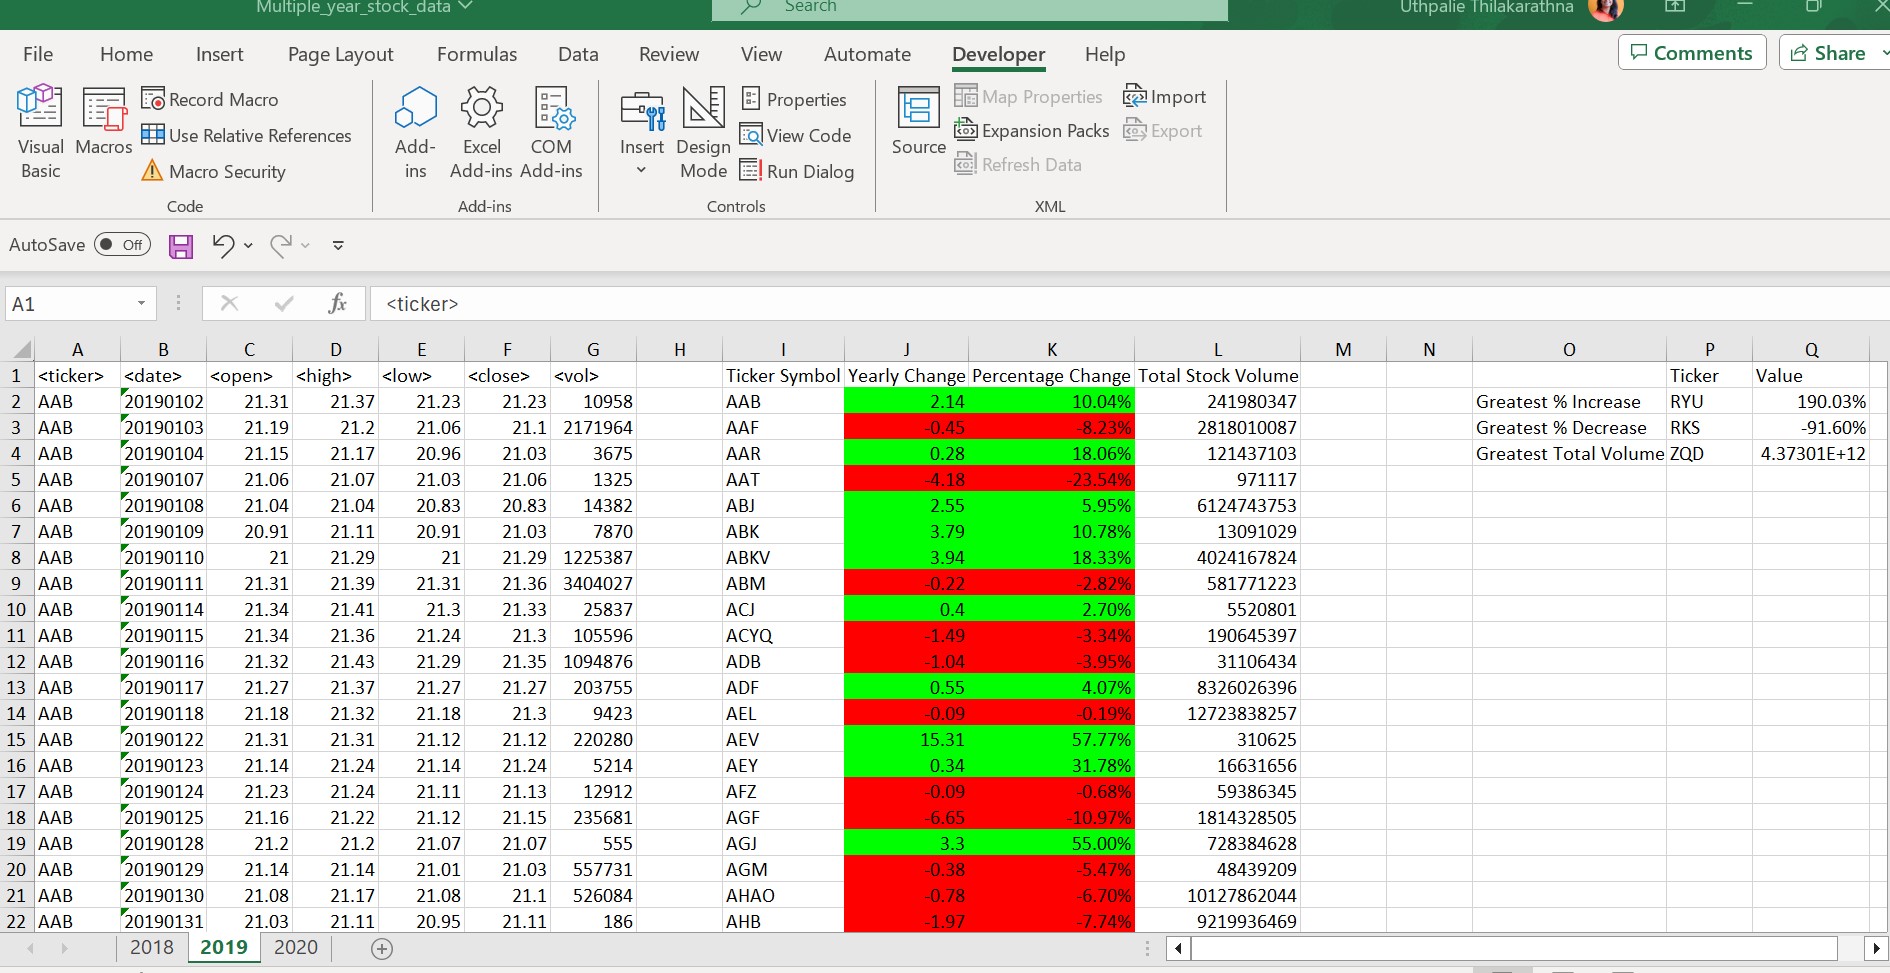 Multiple_year_stock_data
Search
Uthpalie Thilakarathna
File Home Insert Page Layout Formulas Data Review View Automate Developer Help Comments Share
Visual Basic
Macros
Record Macro
Use Relative References
Macro Security
Code
Add-ins
Excel Add-ins
COM Add-ins
Add-ins
Insert
Design Mode
Properties
View Code
Run Dialog
Controls
Source
Map Properties
Expansion Packs
Refresh Data
Import
Export
XML
AutoSave Off
A1 fx <ticker>
A B C D E F G H I J K L M N O P Q
1 <ticker> <date> <open> <high> <low> <close> <vol> Ticker Symbol Yearly Change Percentage Change Total Stock Volume Ticker Value
2 AAB 20190102 21.31 21.37 21.23 21.23 10958 AAB 2.14 10.04% 241980347 Greatest % Increase RYU 190.03%
3 AAB 20190103 21.19 21.2 21.06 21.1 2171964 AAF -0.45 -8.23% 2818010087 Greatest % Decrease RKS -91.60%
4 AAB 20190104 21.15 21.17 20.96 21.03 3675 AAR 0.28 18.06% 121437103 Greatest Total Volume ZQD 4.37301E+12
5 AAB 20190107 21.06 21.07 21.03 21.06 1325 AAT -4.18 -23.54% 971117
6 AAB 20190108 21.04 21.04 20.83 20.83 14382 ABJ 2.55 5.95% 6124743753
7 AAB 20190109 20.91 21.11 20.91 21.03 7870 ABK 3.79 10.78% 13091029
8 AAB 20190110 21 21.29 21 21.29 1225387 ABKV 3.94 18.33% 4024167824
9 AAB 20190111 21.31 21.39 21.31 21.36 3404027 ABM -0.22 -2.82% 581771223
10 AAB 20190114 21.34 21.41 21.3 21.33 25837 ACJ 0.4 2.70% 5520801
11 AAB 20190115 21.34 21.36 21.24 21.3 105596 ACYQ -1.49 -3.34% 190645397
12 AAB 20190116 21.32 21.43 21.29 21.35 1094876 ADB -1.04 -3.95% 31106434
13 AAB 20190117 21.27 21.37 21.27 21.27 203755 ADF 0.55 4.07% 8326026396
14 AAB 20190118 21.18 21.32 21.18 21.3 9423 AEL -0.09 -0.19% 12723838257
15 AAB 20190122 21.31 21.31 21.12 21.12 220280 AEV 15.31 57.77% 310625
16 AAB 20190123 21.14 21.24 21.14 21.24 5214 AEY 0.34 31.78% 16631656
17 AAB 20190124 21.23 21.24 21.11 21.13 12912 AFZ -0.09 -0.68% 59386345
18 AAB 20190125 21.16 21.22 21.12 21.15 235681 AGF -6.65 -10.97% 1814328505
19 AAB 20190128 21.2 21.2 21.07 21.07 555 AGJ 3.3 55.00% 728384628
20 AAB 20190129 21.14 21.14 21.01 21.03 557731 AGM -0.38 -5.47% 48439209
21 AAB 20190130 21.08 21.17 21.08 21.1 526084 AHAO -0.78 -6.70% 10127862044
22 AAB 20190131 21.03 21.11 20.95 21.11 186 AHB -1.97 -7.74% 9219936469
2018 2019 2020